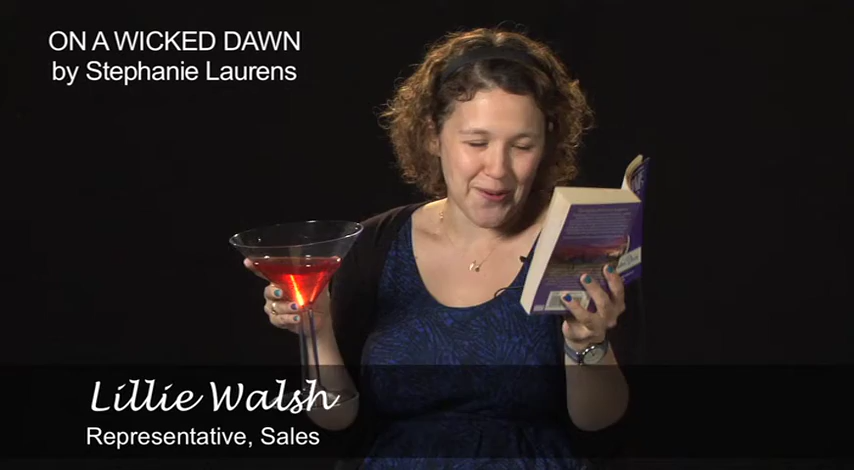 ON A WICKED DAWN
by Stephanie Laurens
Lillie Walsh
Representative, Sales